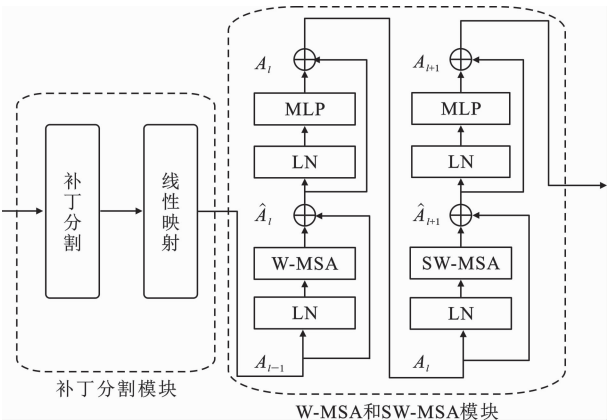 补丁分割
线性映射
补丁分割模块
A_l
MLP
LN
Â_l
W-MSA
LN
A_{l-1}
A_{l+1}
MLP
LN
Â_{l+1}
SW-MSA
LN
A_l
W-MSA和SW-MSA模块